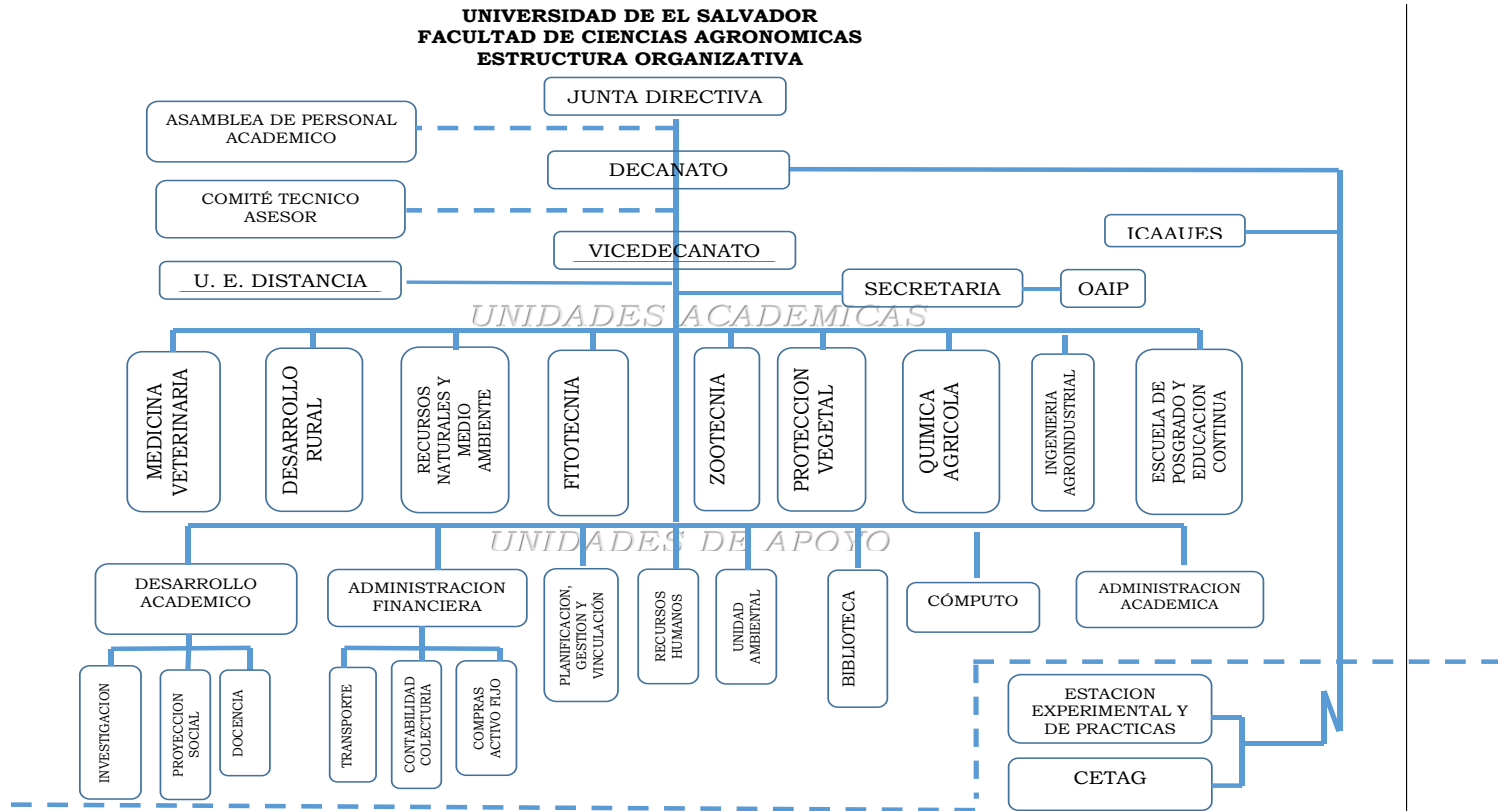 UNIVERSIDAD DE EL SALVADOR
FACULTAD DE CIENCIAS AGRONOMICAS
ESTRUCTURA ORGANIZATIVA
JUNTA DIRECTIVA
ASAMBLEA DE PERSONAL
ACADEMICO
DECANATO
COMITÉ TECNICO
ASESOR
ICAAUES
VICEDECANATO
U. E. DISTANCIA
SECRETARIA
OAIP
UNIDADES ACADEMICAS
MEDICINA
VETERINARIA
DESARROLLO
RURAL
RECURSOS
NATURALES Y
MEDIO
AMBIENTE
FITOTECNIA
ZOOTECNIA
PROTECCION
VEGETAL
QUIMICA
AGRICOLA
INGENIERIA
AGROINDUSTRIAL
ESCUELA DE
POSGRADO Y
EDUCACION
CONTINUA
UNIDADES DE APOYO
DESARROLLO
ACADEMICO
ADMINISTRACION
FINANCIERA
PLANIFICACION,
GESTION Y
VINCULACIÓN
RECURSOS
HUMANOS
UNIDAD
AMBIENTAL
BIBLIOTECA
CÓMPUTO
ADMINISTRACION
ACADEMICA
INVESTIGACION
PROYECCION
SOCIAL
DOCENCIA
TRANSPORTE
CONTABILIDAD
COLECTURIA
COMPRAS
ACTIVO FIJO
ESTACION
EXPERIMENTAL Y
DE PRACTICAS
CETAG